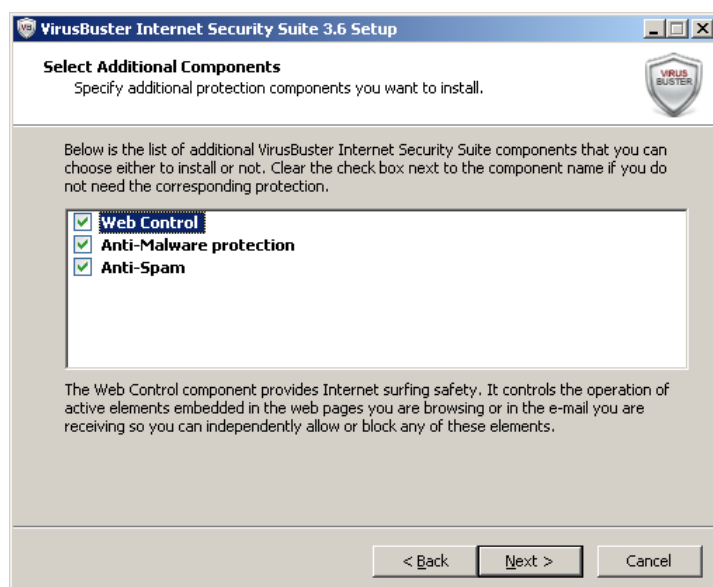 VirusBuster Internet Security Suite 3.6 Setup
Select Additional Components
Specify additional protection components you want to install.
VIRUS
BUSTER
Below is the list of additional VirusBuster Internet Security Suite components that you can
choose either to install or not. Clear the check box next to the component name if you do
not need the corresponding protection.
Web Control
Anti-Malware protection
Anti-Spam
The Web Control component provides Internet surfing safety. It controls the operation of
active elements embedded in the web pages you are browsing or in the e-mail you are
receiving so you can independently allow or block any of these elements.
< Back
Next >
Cancel